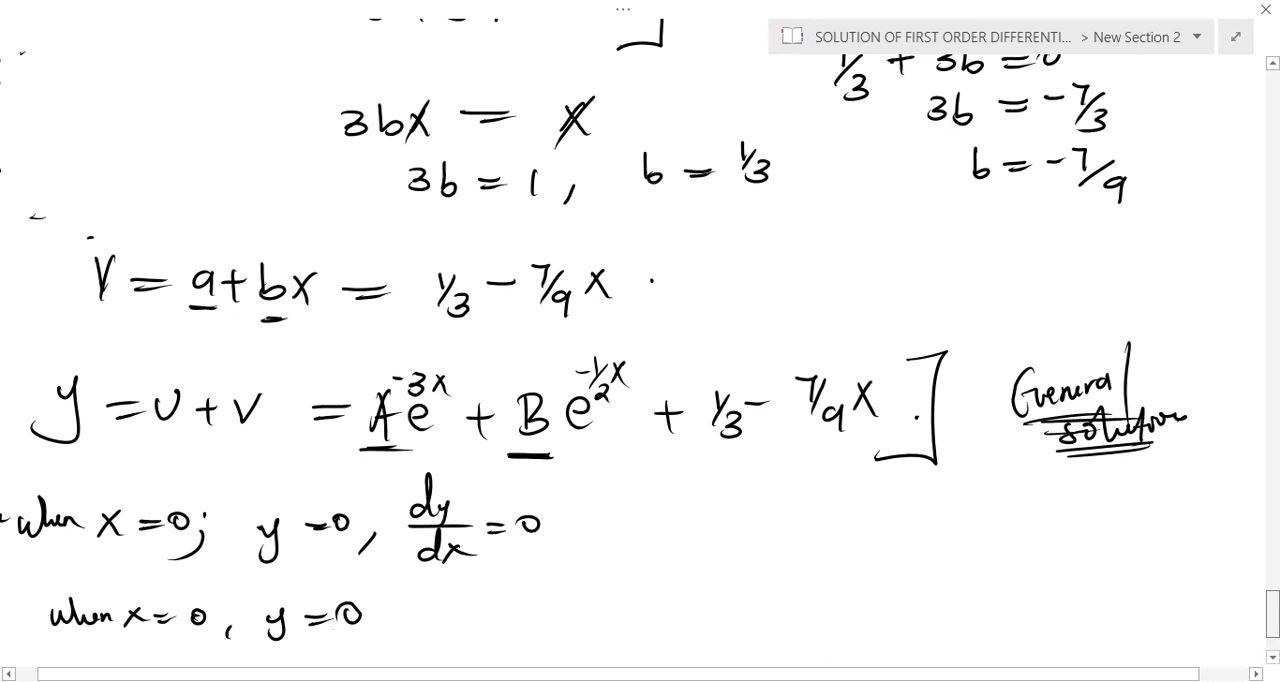 SOLUTION OF FIRST ORDER DIFFERENTI... > New Section 2
1/3 + 3b = 0
3bx = x
3b = -7/3
3b = 1, b = 1/3
b = -7/9
V = a+bx = 1/3 - 7/9 x .
y = u + v = Ae^-3x + Be^-1/2x + 1/3 - 7/9 x . ] General
solution
when x = 0; y = 0, dy/dx = 0
when x = 0, y = 0